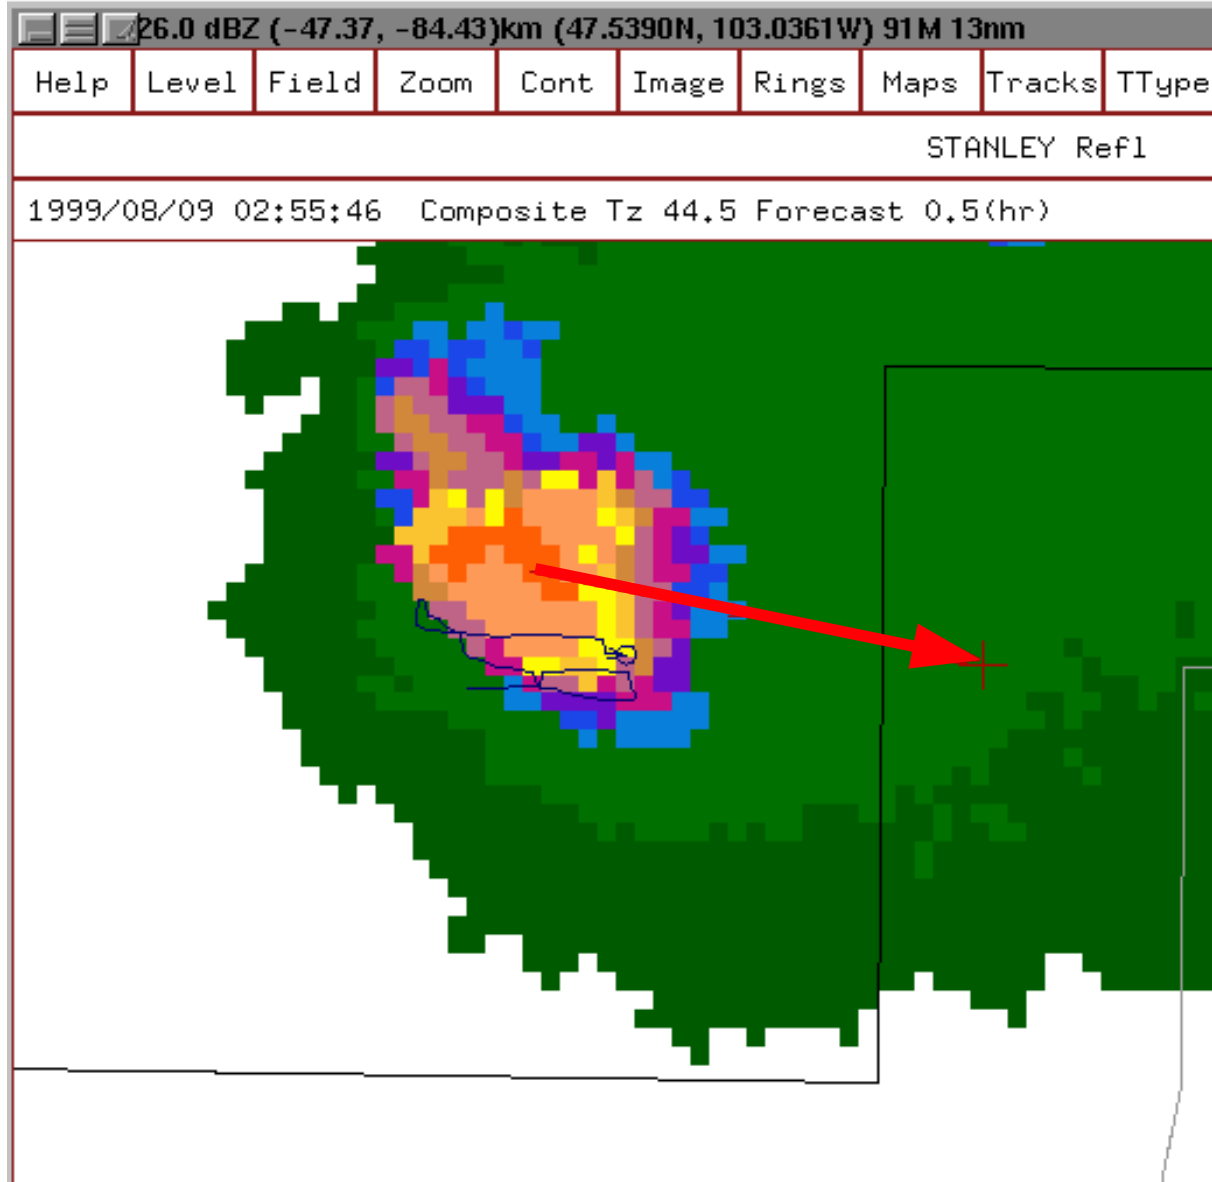 26.0 dBZ (-47.37, -84.43)km (47.5390N, 103.0361W) 91M 13nm
Help Level Field Zoom Cont Image Rings Maps Tracks TType
STANLEY Refl
1999/08/09 02:55:46 Composite Tz 44.5 Forecast 0.5(hr)